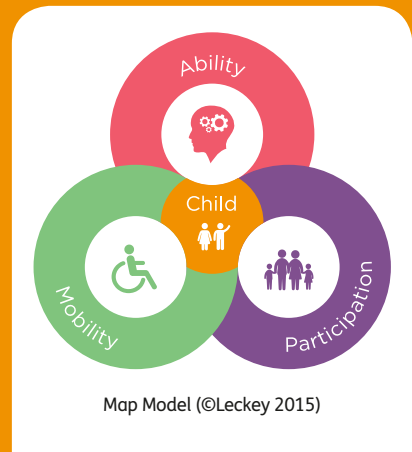 Ability
Child
Mobility
Participation
Map Model (©Leckey 2015)